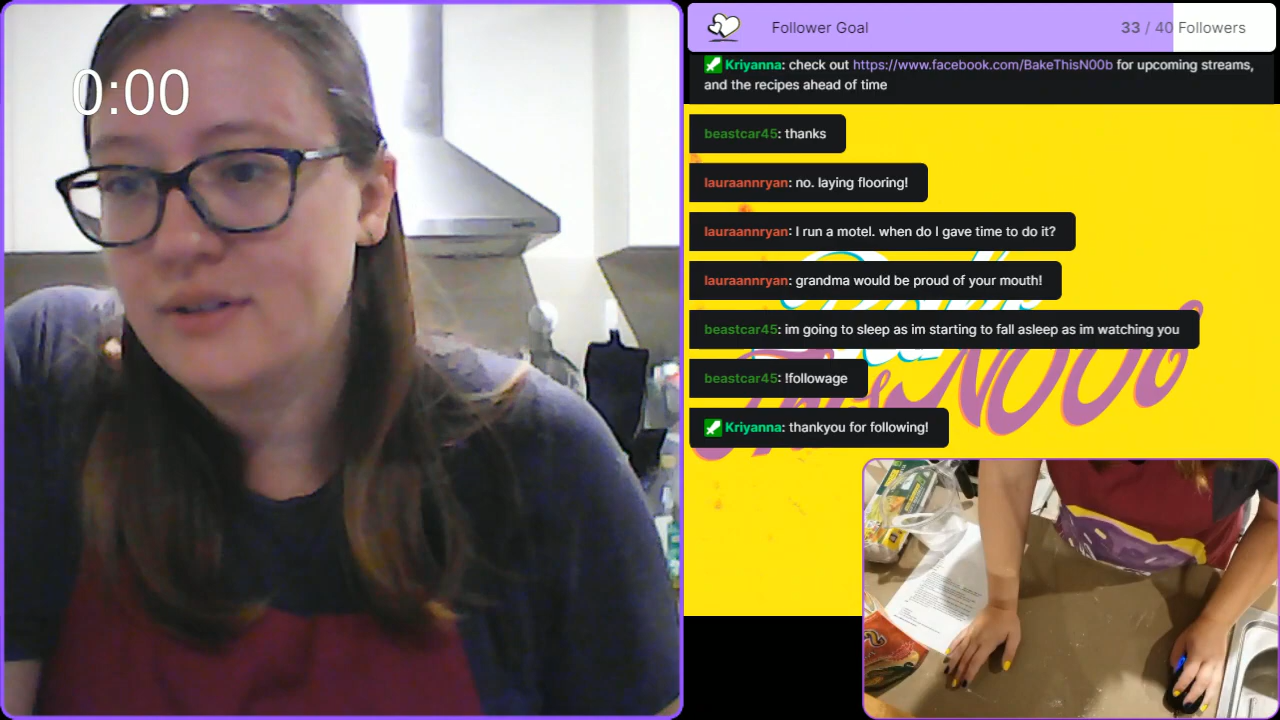 0:00
Follower Goal
33 / 40 Followers
Kriyanna: check out https://www.facebook.com/BakeThisN00b for upcoming streams,
and the recipes ahead of time
beastcar45: thanks
lauraannryan: no. laying flooring!
lauraannryan: I run a motel. when do I gave time to do it?
lauraannryan: grandma would be proud of your mouth!
beastcar45: im going to sleep as im starting to fall asleep as im watching you
beastcar45: !followage
Kriyanna: thankyou for following!
Bake
This N00b